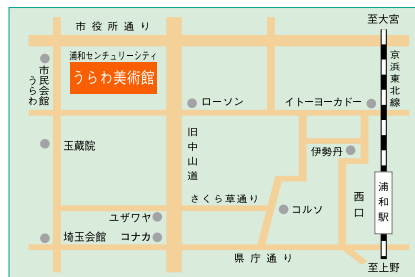 市役所通り
至大宮
浦和センチュリーシティ
うらわ美術館
市民会館
うらわ
京浜東北線
ローソン
イトーヨーカドー
玉蔵院
旧中山道
伊勢丹
さくら草通り
西口
浦和駅
ユザワヤ
コルソ
埼玉会館
コナカ
県庁通り
至上野